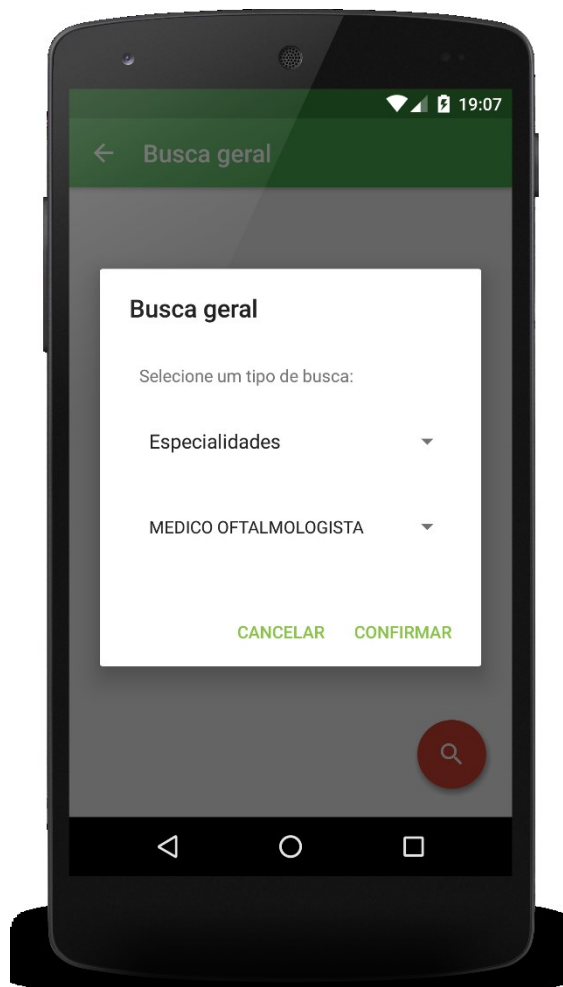 19:07
Busca geral
Busca geral
Selecione um tipo de busca:
Especialidades
MEDICO OFTALMOLOGISTA
CANCELAR CONFIRMAR